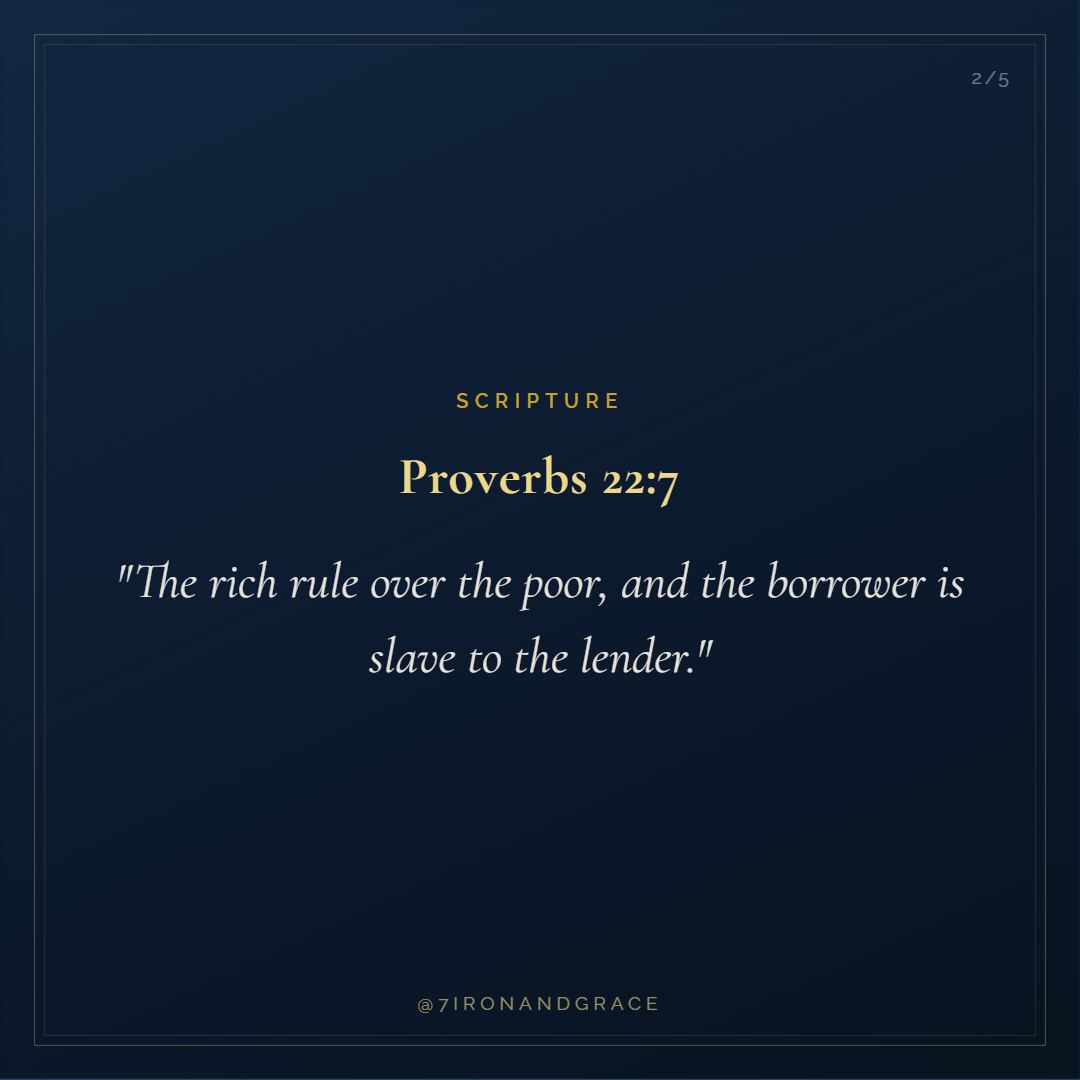 2/5
SCRIPTURE
Proverbs 22:7
"The rich rule over the poor, and the borrower is
slave to the lender."
@7IRONANDGRACE